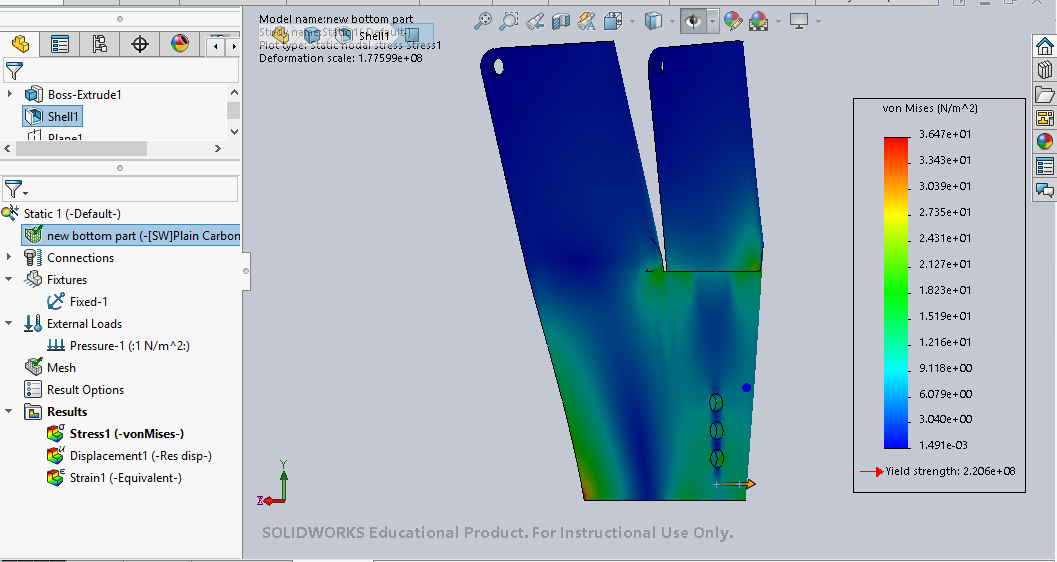 Model name:new bottom part
Study name:Static 1(-Default-)
Shell1
Plot type: Static nodal stress Stress1
Deformation scale: 1.77599e+08
Boss-Extrude1
Shell1
Plane1
Static 1 (-Default-)
new bottom part (-[SW]Plain Carbon
Connections
Fixtures
Fixed-1
External Loads
Pressure-1 (:1 N/m^2:)
Mesh
Result Options
Results
Stress1 (-vonMises-)
Displacement1 (-Res disp-)
Strain1 (-Equivalent-)
Y
Z
von Mises (N/m^2)
3.647e+01
3.343e+01
3.039e+01
2.735e+01
2.431e+01
2.127e+01
1.823e+01
1.519e+01
1.216e+01
9.118e+00
6.079e+00
3.040e+00
1.491e-03
Yield strength: 2.206e+08
SOLIDWORKS Educational Product. For Instructional Use Only.